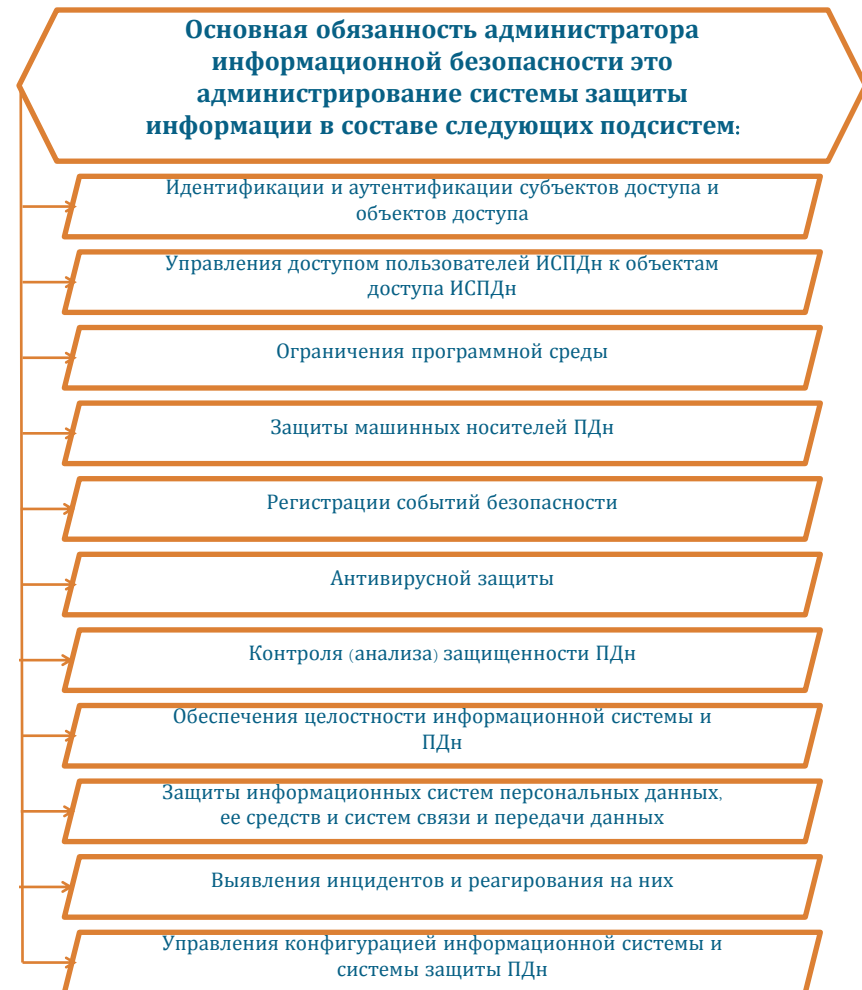 Основная обязанность администратора
информационной безопасности это
администрирование системы защиты
информации в составе следующих подсистем:
Идентификации и аутентификации субъектов доступа и
объектов доступа
Управления доступом пользователей ИСПДн к объектам
доступа ИСПДн
Ограничения программной среды
Защиты машинных носителей ПДн
Регистрации событий безопасности
Антивирусной защиты
Контроля (анализа) защищенности ПДн
Обеспечения целостности информационной системы и
ПДн
Защиты информационных систем персональных данных,
ее средств и систем связи и передачи данных
Выявления инцидентов и реагирования на них
Управления конфигурацией информационной системы и
системы защиты ПДн